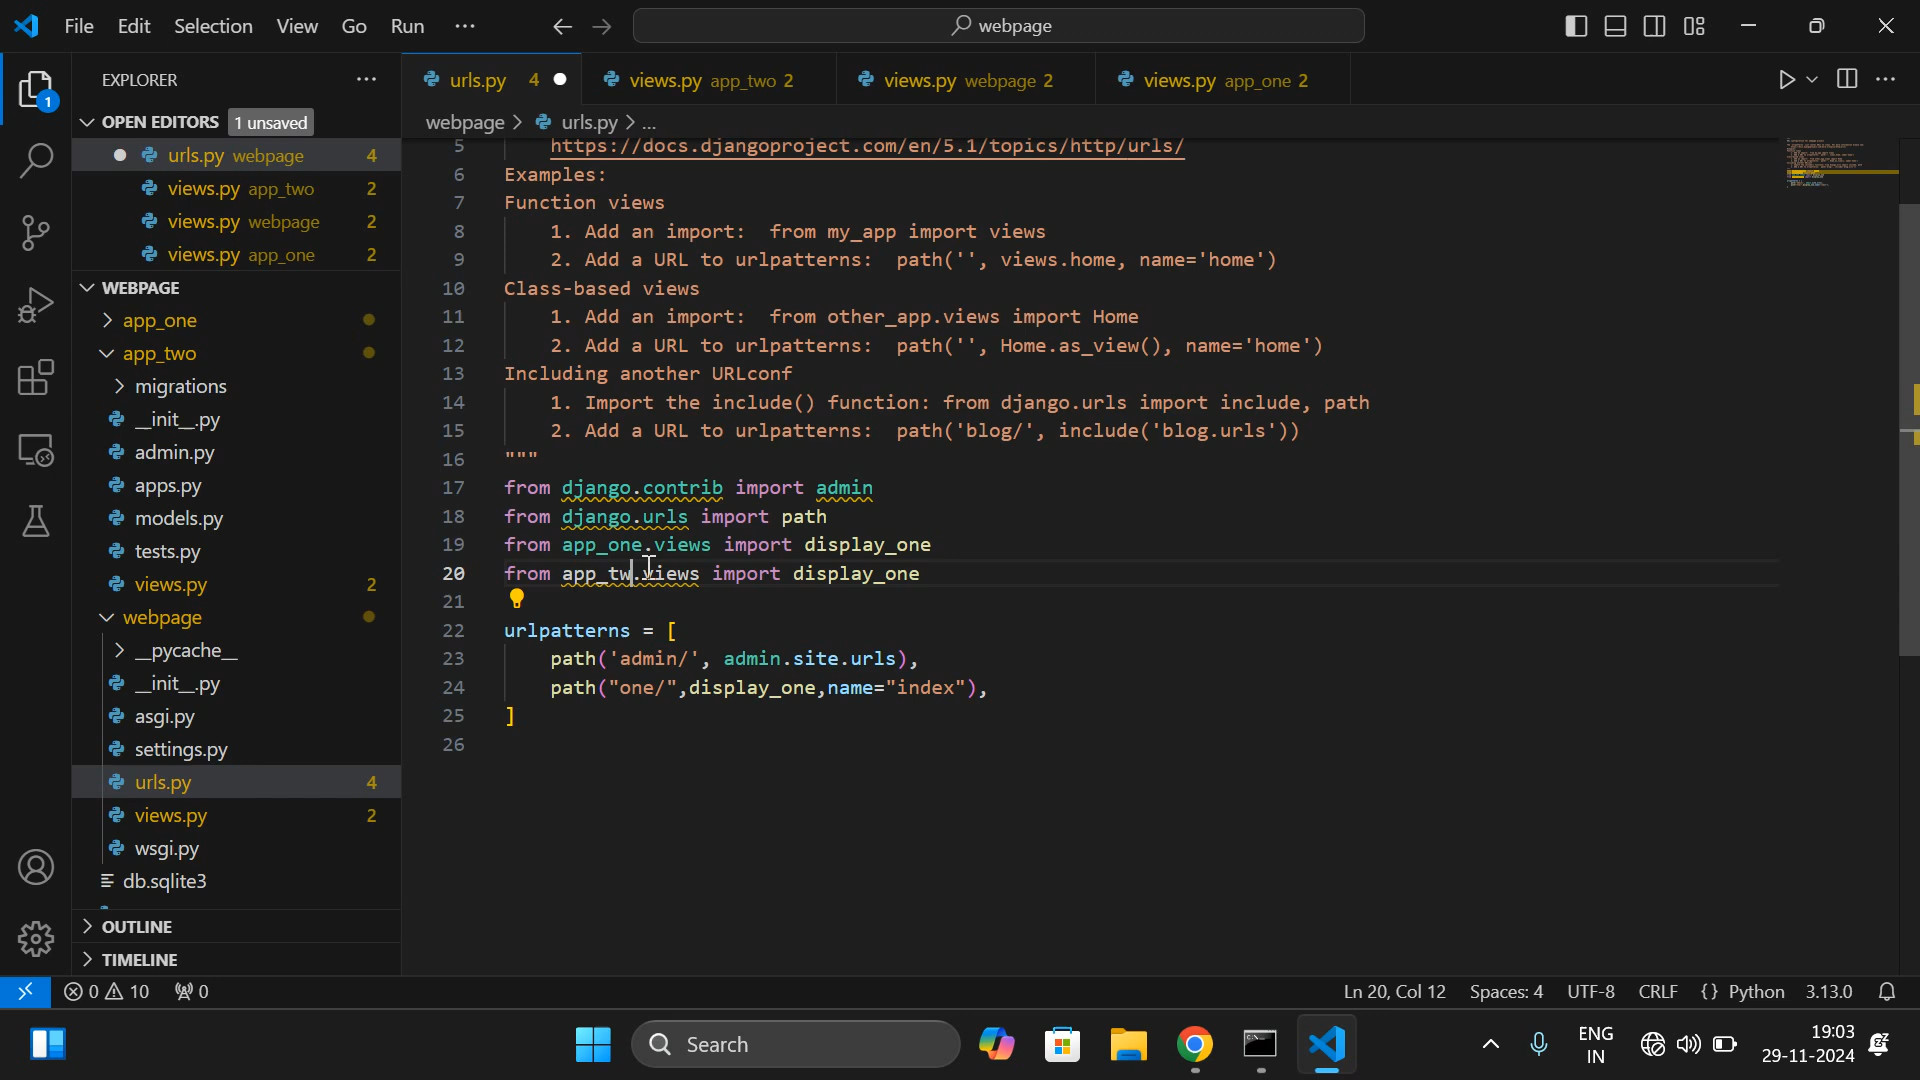 File Edit Selection View Go Run ···
webpage
EXPLORER ···
OPEN EDITORS 1 unsaved
urls.py webpage 4
views.py app_two 2
views.py webpage 2
views.py app_one 2
WEBPAGE
app_one
app_two
migrations
__init__.py
admin.py
apps.py
models.py
tests.py
views.py 2
webpage
__pycache__
__init__.py
asgi.py
settings.py
urls.py 4
views.py 2
wsgi.py
db.sqlite3
OUTLINE
TIMELINE
1
urls.py 4 views.py app_two 2 views.py webpage 2 views.py app_one 2
webpage > urls.py > ...
5 https://docs.djangoproject.com/en/5.1/topics/http/urls/
6 Examples:
7 Function views
8 1. Add an import:  from my_app import views
9 2. Add a URL to urlpatterns:  path('', views.home, name='home')
10 Class-based views
11 1. Add an import:  from other_app.views import Home
12 2. Add a URL to urlpatterns:  path('', Home.as_view(), name='home')
13 Including another URLconf
14 1. Import the include() function: from django.urls import include, path
15 2. Add a URL to urlpatterns:  path('blog/', include('blog.urls'))
16 """
17 from django.contrib import admin
18 from django.urls import path
19 from app_one.views import display_one
20 from app_tw.views import display_one
21
22 urlpatterns = [
23 path('admin/', admin.site.urls),
24 path("one/",display_one,name="index"),
25 ]
26
0 10 0 Ln 20, Col 12 Spaces: 4 UTF-8 CRLF {} Python 3.13.0
Search
ENG
IN
19:03
29-11-2024